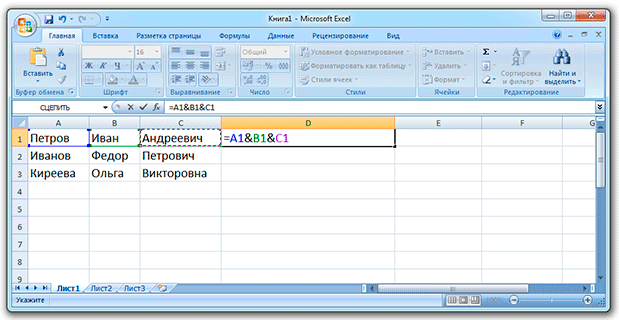 Книга1 - Microsoft Excel
Главная Вставка Разметка страницы Формулы Данные Рецензирование Вид
Вставить Ж К Ч 16 Общий Условное форматирование Вставить Сортировка и фильтр Найти и выделить
Форматировать как таблицу Удалить
Стили ячеек Формат
Буфер обмена Шрифт Выравнивание Число Стили Ячейки Редактирование
СЦЕПИТЬ =A1&B1&C1
A B C D E F G
1 Петров Иван Андреевич =A1&B1&C1
2 Иванов Федор Петрович
3 Киреева Ольга Викторовна
4
5
6
7
8
9
Лист1 Лист2 Лист3
Укажите 100%